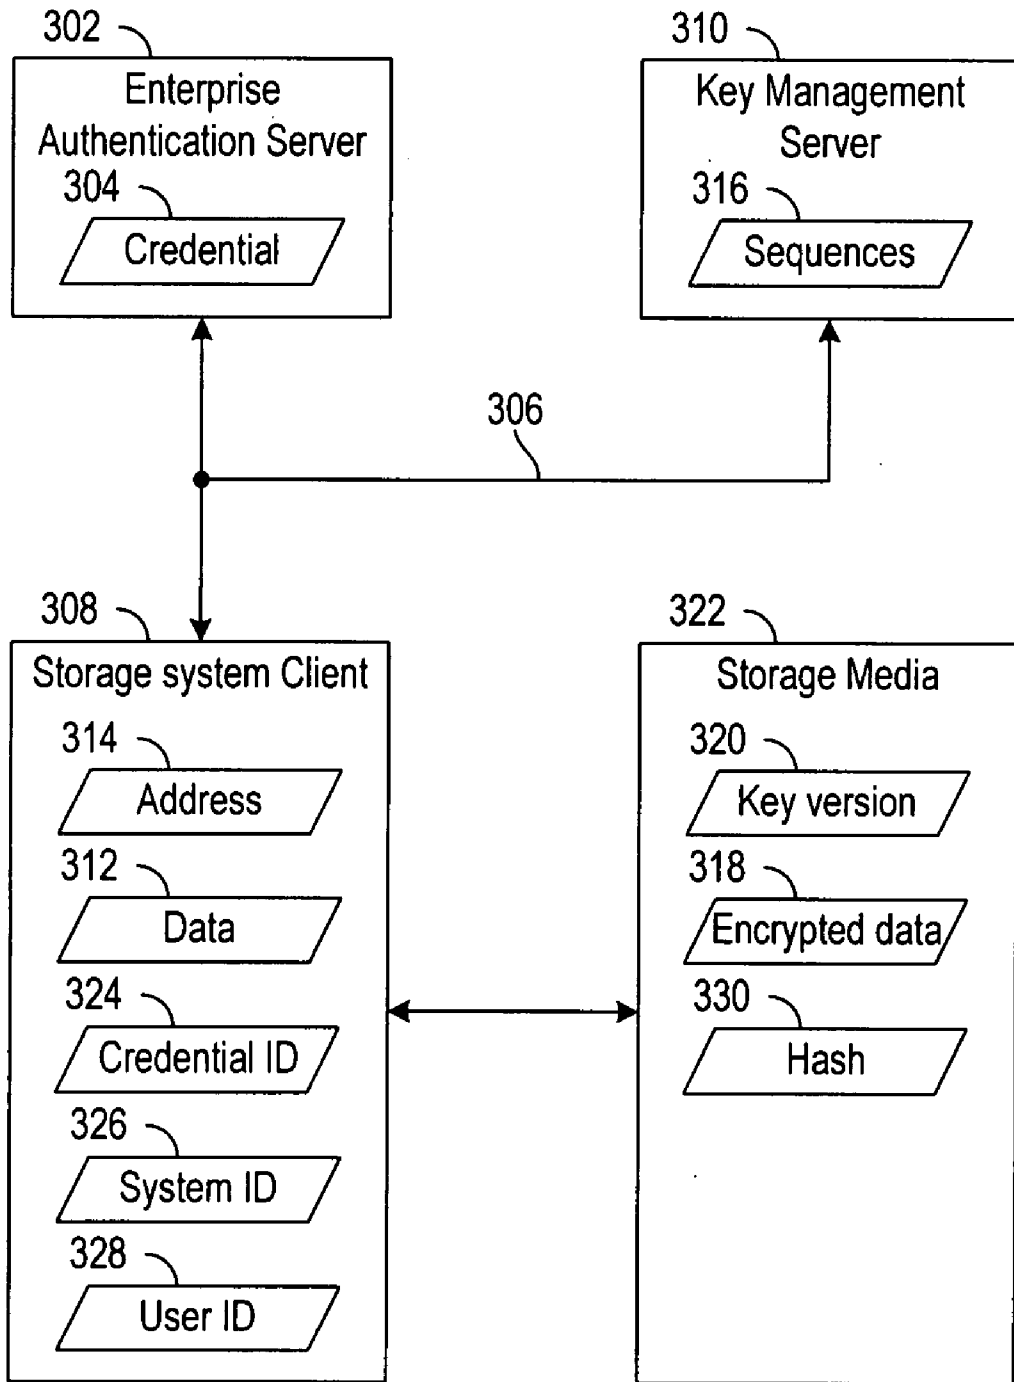 302
Enterprise
Authentication Server
304
Credential
310
Key Management
Server
316
Sequences
306
308
Storage system Client
314
Address
312
Data
324
Credential ID
326
System ID
328
User ID
322
Storage Media
320
Key version
318
Encrypted data
330
Hash